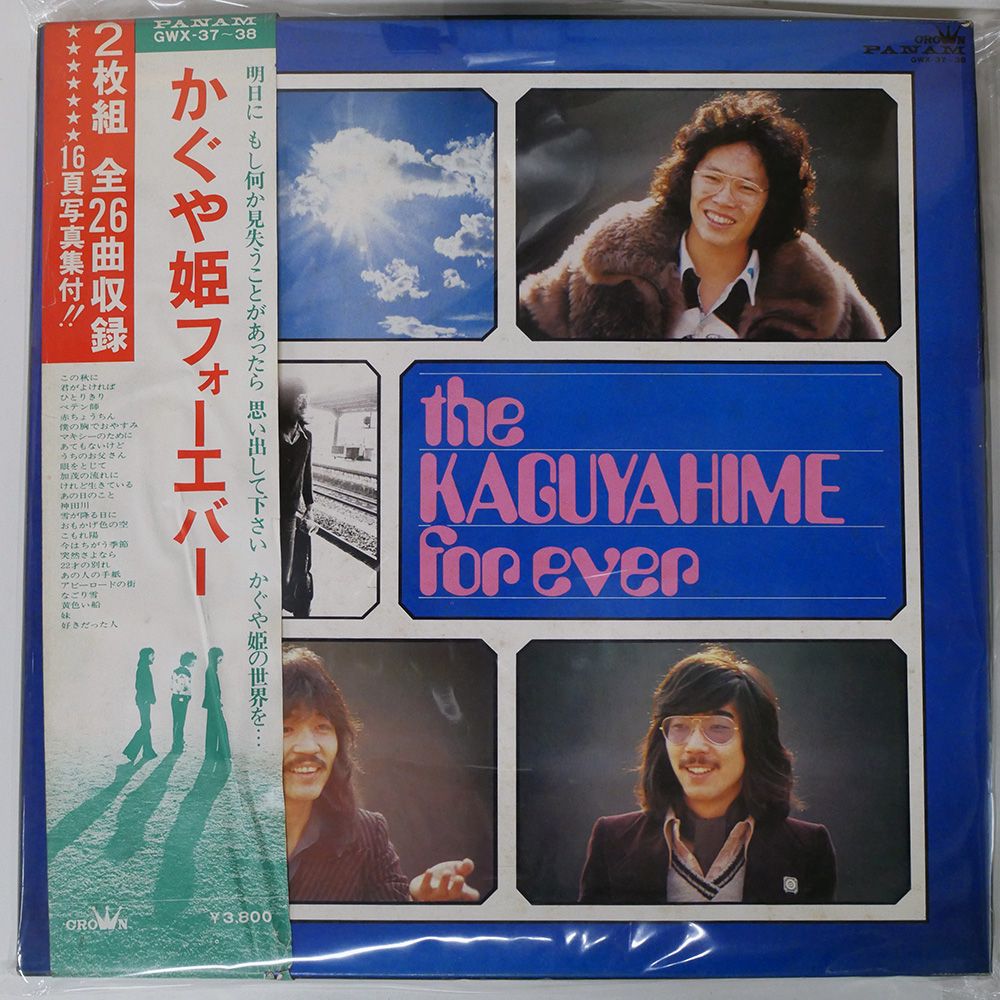 PANAM
GWX-37~38
2枚組 全26曲収録
★★★★★★★16頁写真集付!!
かぐや姫フォーエバー
明日に もし何か見失うことがあったら 思い出して下さい かぐや姫の世界を…
この秋に
君がよければ
ひとりきり
ペテン師
赤ちょうちん
僕の胸でおやすみ
マキシーのために
あてもないけど
うちのお父さん
眼をとじて
加茂の流れに
けれど生きている
あの日のこと
神田川
雪が降る日に
おもかげ色の空
こもれ陽
今はちがう季節
突然さよなら
22才の別れ
あの人の手紙
アビーロードの街
なごり雪
黄色い船
妹
好きだった人
CROWN
¥3,800
CROWN
PANAM
GWX-37~38
the
KAGUYAHIME
for ever